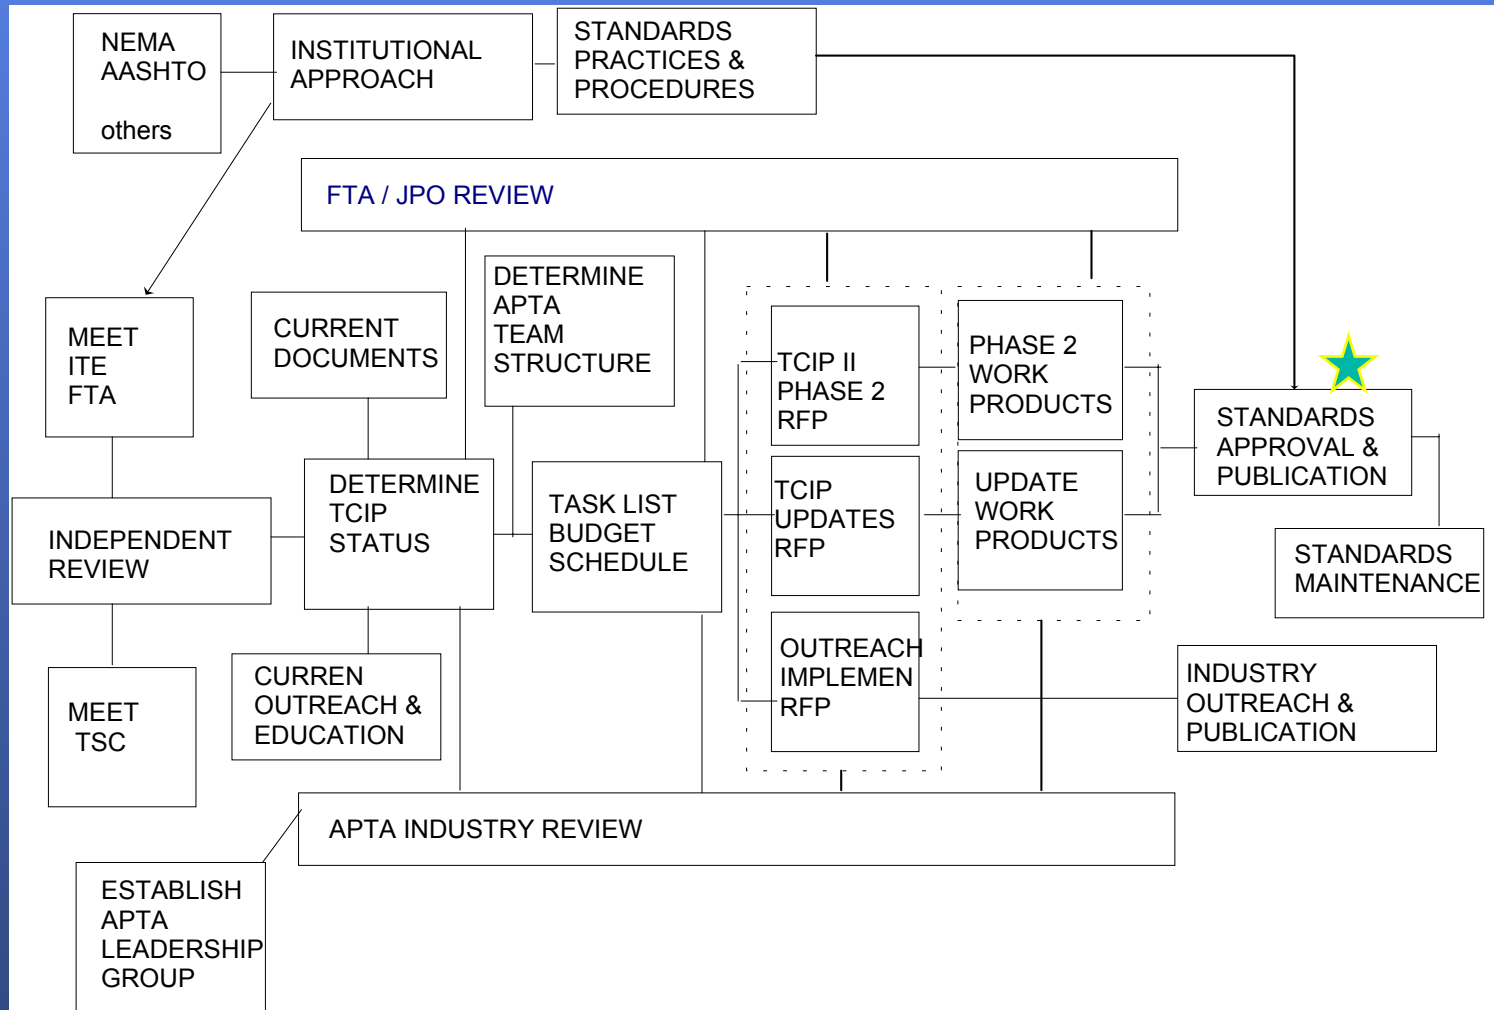 NEMA
AASHTO
others
INSTITUTIONAL
APPROACH
STANDARDS
PRACTICES &
PROCEDURES
FTA / JPO REVIEW
MEET
ITE
FTA
CURRENT
DOCUMENTS
DETERMINE
APTA
TEAM
STRUCTURE
TCIP II
PHASE 2
RFP
PHASE 2
WORK
PRODUCTS
STANDARDS
APPROVAL &
PUBLICATION
INDEPENDENT
REVIEW
DETERMINE
TCIP
STATUS
TASK LIST
BUDGET
SCHEDULE
TCIP
UPDATES
RFP
UPDATE
WORK
PRODUCTS
STANDARDS
MAINTENANCE
MEET
TSC
CURREN
OUTREACH &
EDUCATION
OUTREACH
IMPLEMEN
RFP
INDUSTRY
OUTREACH &
PUBLICATION
APTA INDUSTRY REVIEW
ESTABLISH
APTA
LEADERSHIP
GROUP